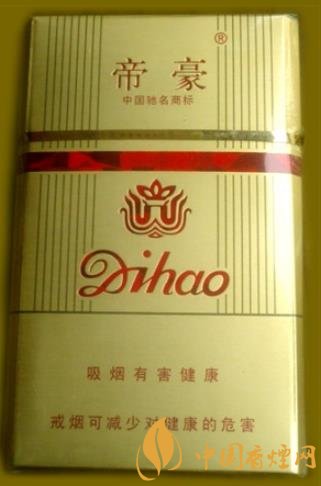 帝豪®
中国驰名商标
Dihao
吸烟有害健康
戒烟可减少对健康的危害
中国香烟网